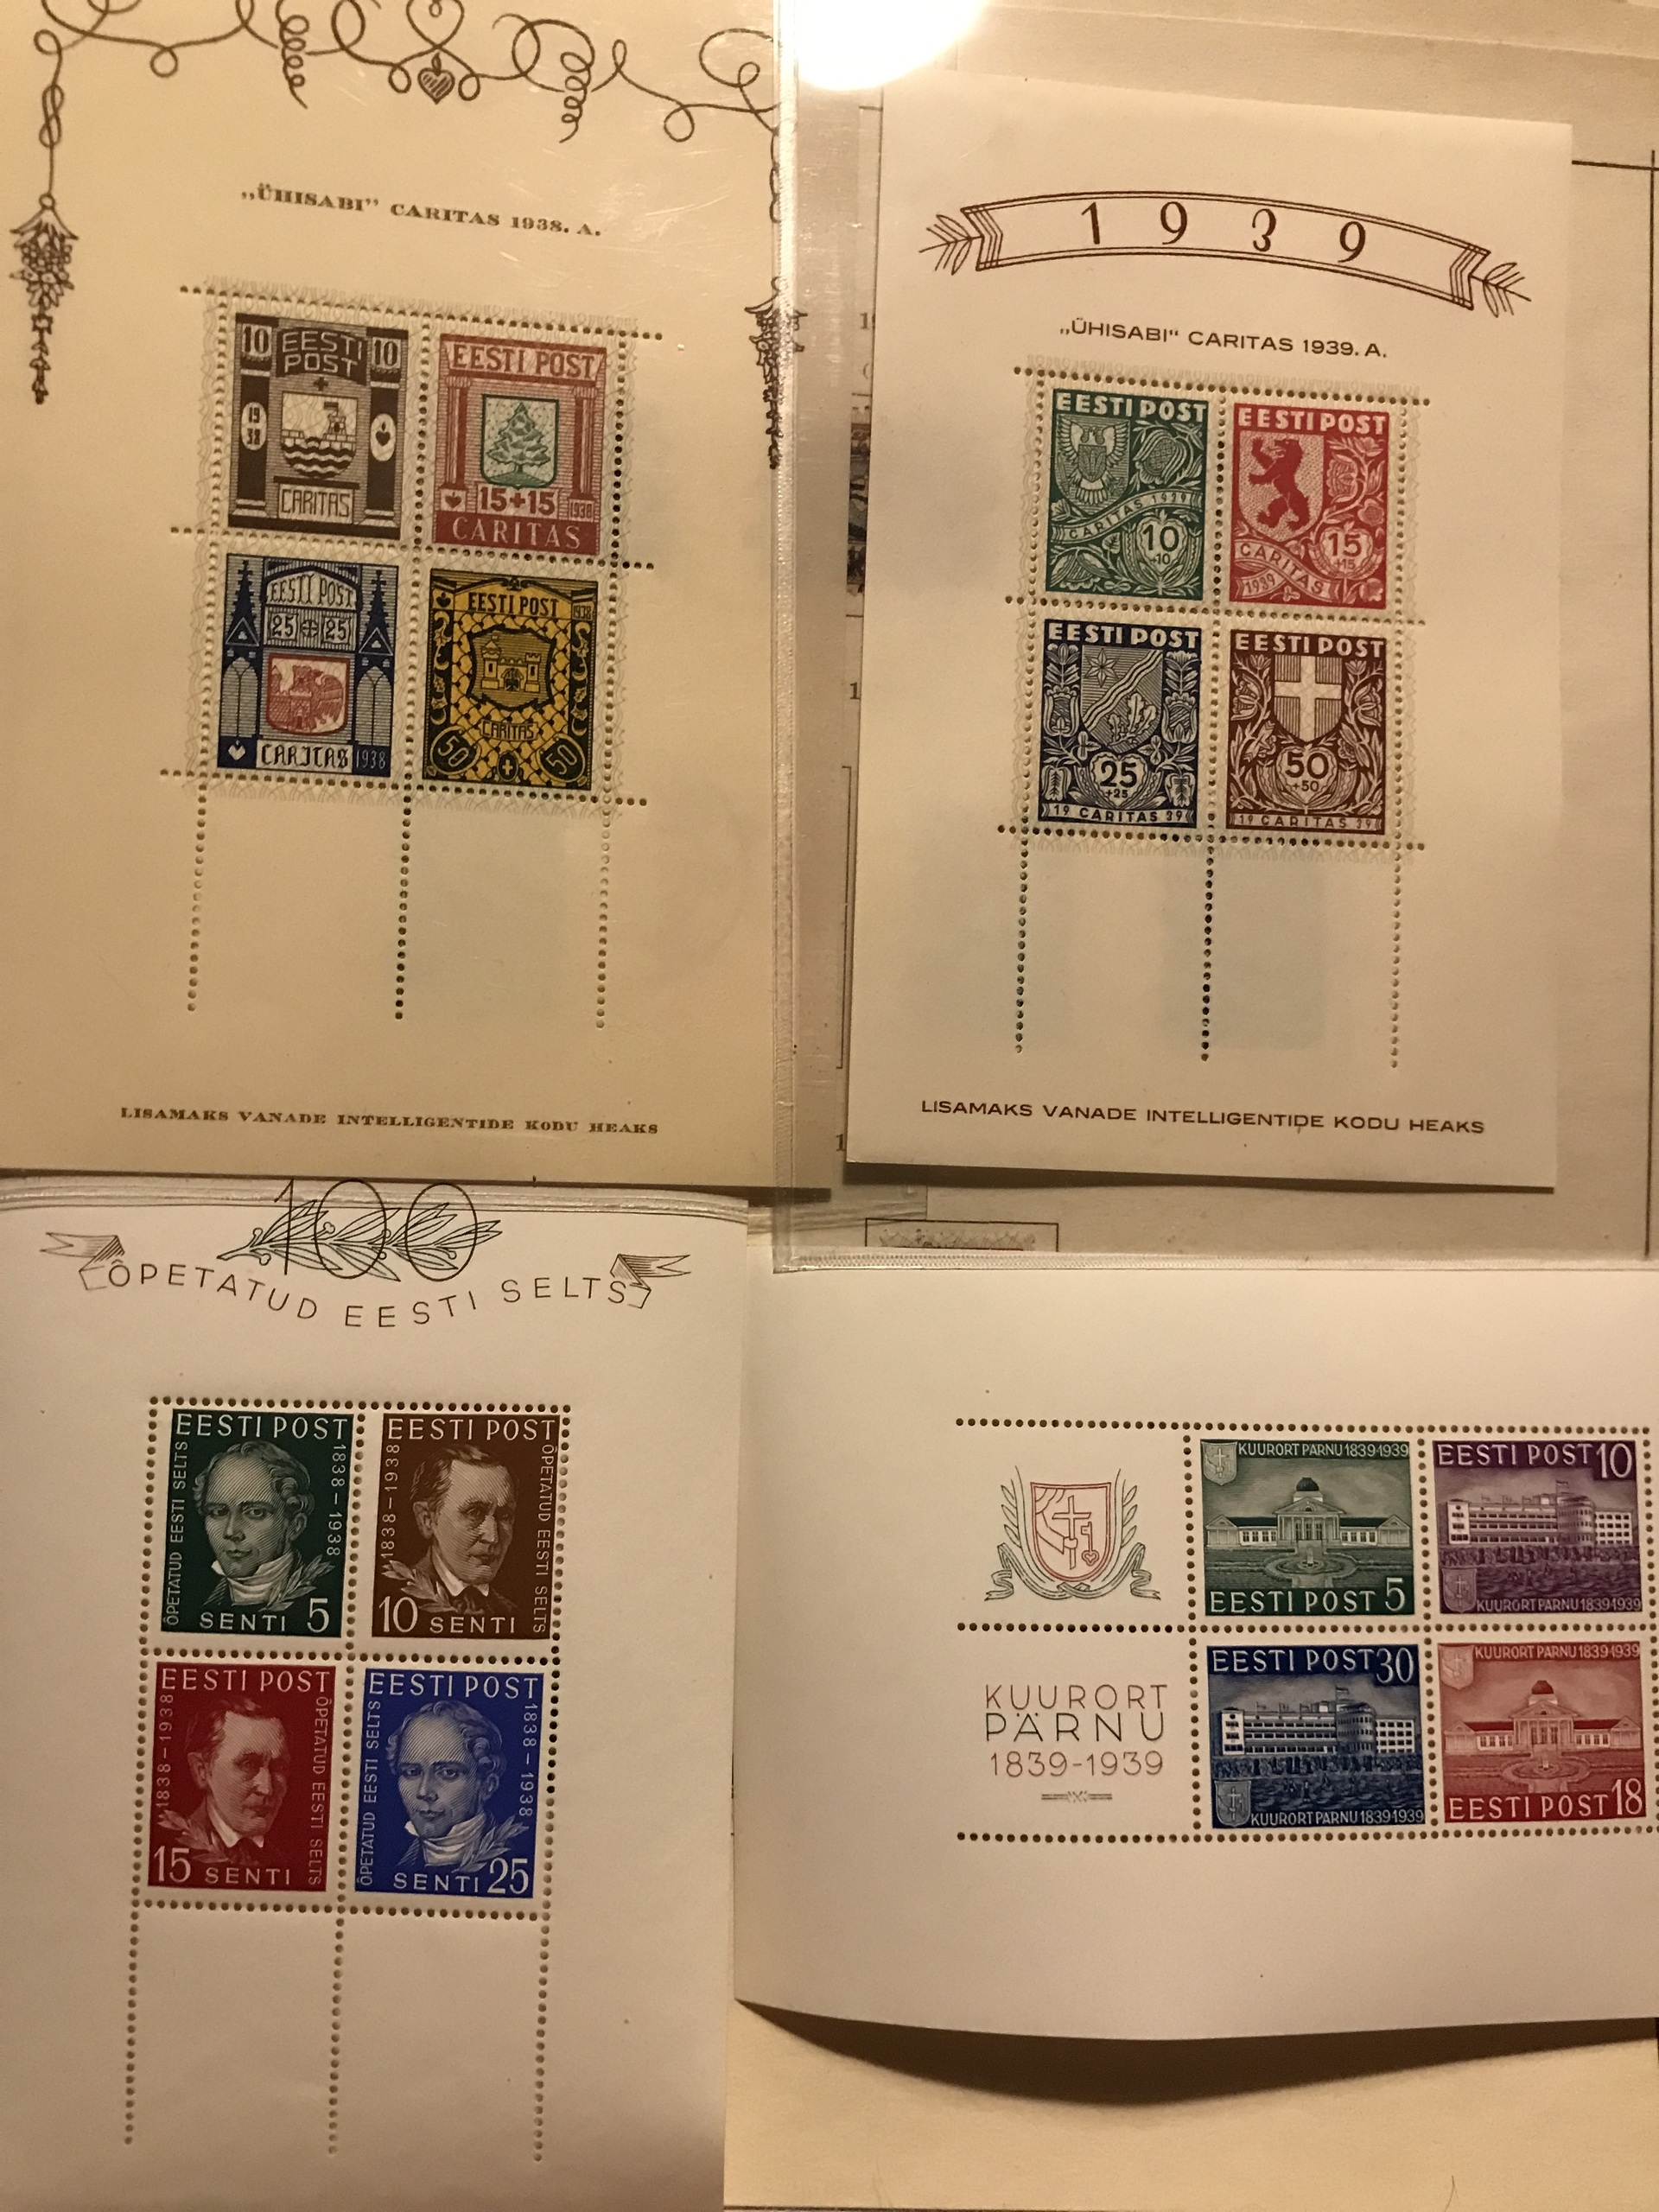 „ÜHISABI” CARITAS 1938. A.
10 EESTI POST 10
19 38
CARITAS
EESTI POST
15+15
1938
CARITAS
EESTI POST
25 + 25
CARITAS 1938
EESTI POST 1938
CARITAS
50 50
LISAMAKS VANADE INTELLIGENTIDE KODU HEAKS
1939
„ÜHISABI“ CARITAS 1939. A.
EESTI POST
CARITAS 1939
10
+10
EESTI POST
CARITAS
1939
15
+15
EESTI POST
25
+25
19 CARITAS 39
EESTI POST
50
+50
19 CARITAS 39
LISAMAKS VANADE INTELLIGENTIDE KODU HEAKS
100
ÕPETATUD EESTI SELTS
EESTI POST
ÕPETATUD EESTI SELTS
1838–1938
SENTI 5
EESTI POST
1838–1938
ÕPETATUD EESTI SELTS
10 SENTI
EESTI POST
1838–1938
ÕPETATUD EESTI SELTS
15 SENTI
EESTI POST
ÕPETATUD EESTI SELTS
1838–1938
SENTI 25
KUURORT PÄRNU 1839-1939
EESTI POST 5
EESTI POST 10
KUURORT PÄRNU 1839-1939
KUURORT
PÄRNU
1839-1939
EESTI POST 30
KUURORT PÄRNU 1839-1939
KUURORT PÄRNU 1839-1939
EESTI POST 18